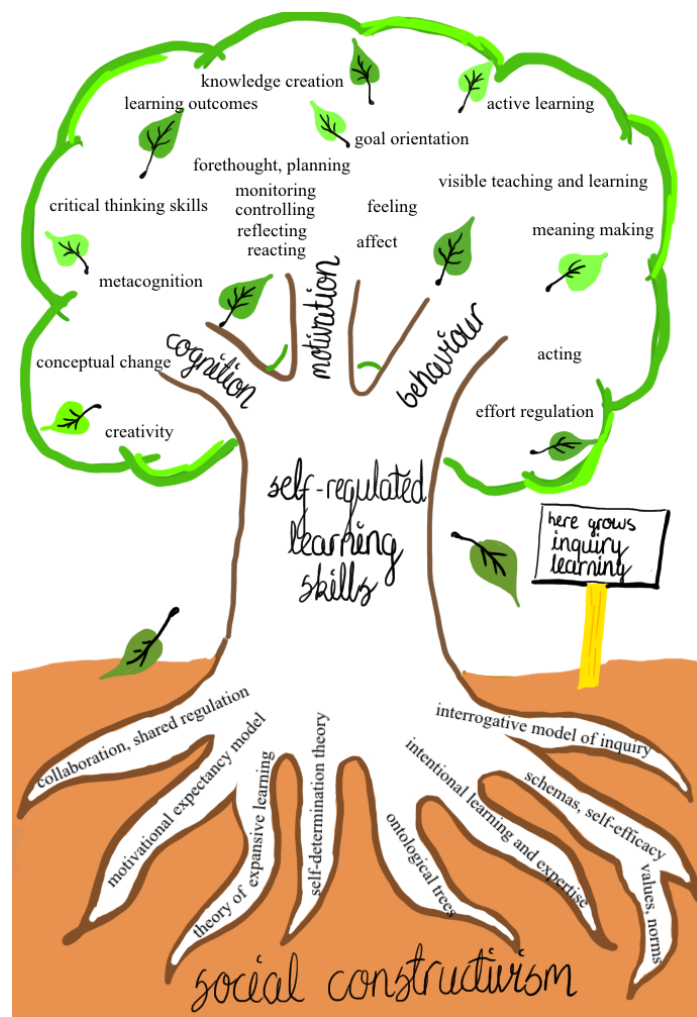 knowledge creation
learning outcomes
active learning
goal orientation
forethought, planning
monitoring
controlling
reflecting
reacting
feeling
affect
visible teaching and learning
critical thinking skills
meaning making
metacognition
cognition
motivation
behaviour
conceptual change
acting
creativity
effort regulation
self-regulated
learning
skills
here grows
inquiry
learning
collaboration, shared regulation
motivational expectancy model
theory of expansive learning
self-determination theory
ontological trees
intentional learning and expertise
interrogative model of inquiry
schemas, self-efficacy
values, norms
social constructivism